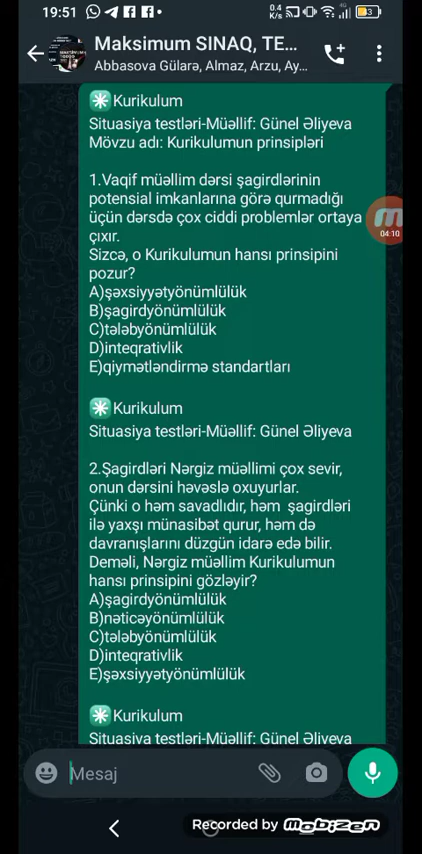 19:51
0.4
K/s
4G
83
Maksimum SINAQ, TE...
Abbasova Gülarə, Almaz, Arzu, Ay...
Kurikulum
Situasiya testləri-Müəllif: Günel Əliyeva
Mövzu adı: Kurikulumun prinsipləri
1.Vaqif müəllim dərsi şagirdlərinin
potensial imkanlarına görə qurmadığı
üçün dərsdə çox ciddi problemlər ortaya
çıxır.
Sizcə, o Kurikulumun hansı prinsipini
pozur?
A)şəxsiyyətyönümlülük
B)şagirdyönümlülük
C)tələbyönümlülük
D)inteqrativlik
E)qiymətləndirmə standartları
04:10
Kurikulum
Situasiya testləri-Müəllif: Günel Əliyeva
2.Şagirdləri Nərgiz müəllimi çox sevir,
onun dərsini həvəslə oxuyurlar.
Çünki o həm savadlıdır, həm şagirdləri
ilə yaxşı münasibət qurur, həm də
davranışlarını düzgün idarə edə bilir.
Deməli, Nərgiz müəllim Kurikulumun
hansı prinsipini gözləyir?
A)şagirdyönümlülük
B)nəticəyönümlülük
C)tələbyönümlülük
D)inteqrativlik
E)şəxsiyyətyönümlülük
Kurikulum
Situasiya testləri-Müəllif: Günel Əliyeva
Mesaj
Recorded by mobizen